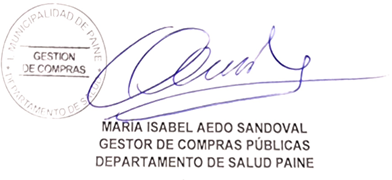 I. MUNICIPALIDAD DE PAINE
GESTION
DE COMPRAS
DEPARTAMENTO DE
MARIA ISABEL AEDO SANDOVAL
GESTOR DE COMPRAS PÚBLICAS
DEPARTAMENTO DE SALUD PAINE